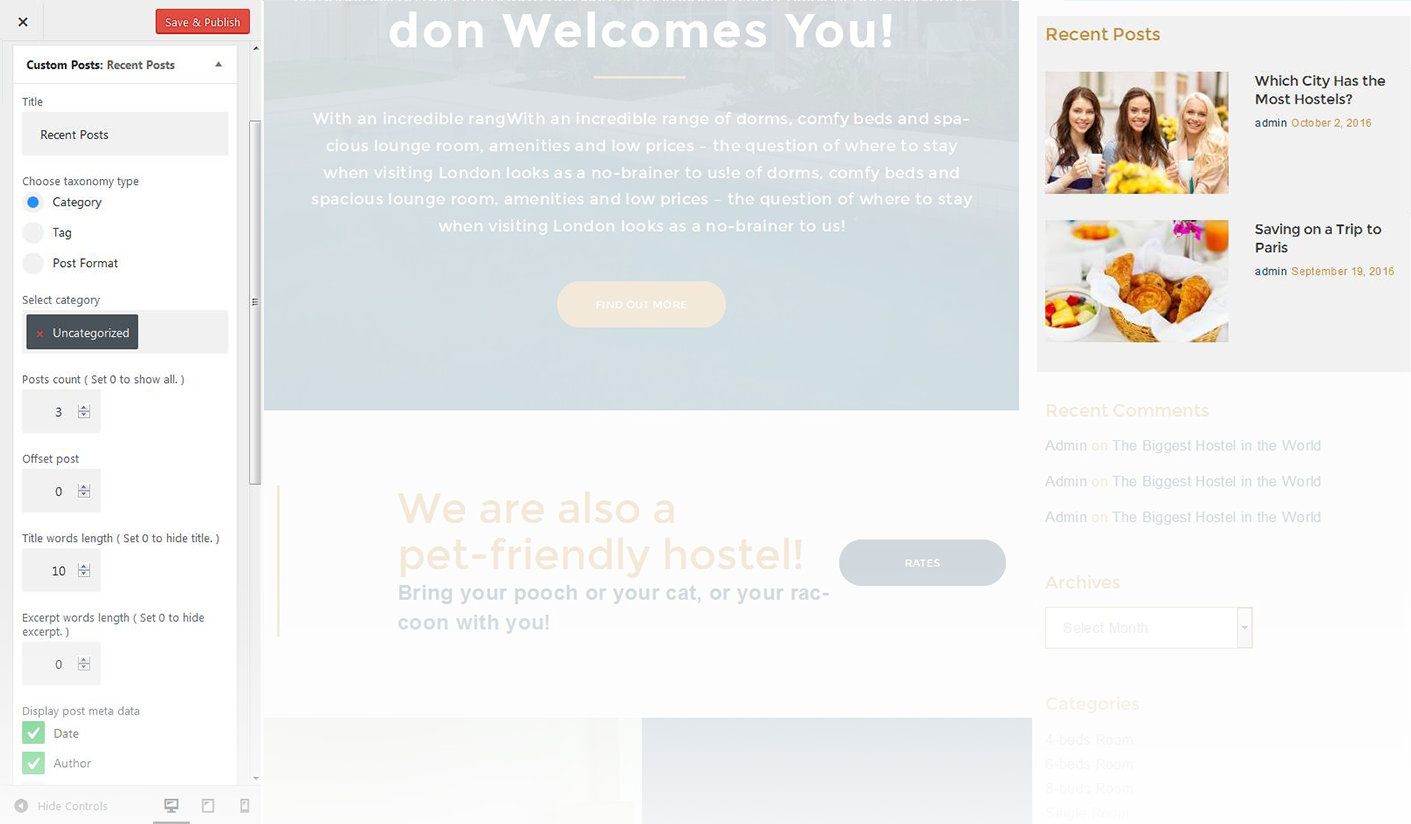 Save & Publish
Custom Posts: Recent Posts
Title
Recent Posts
Choose taxonomy type
Category
Tag
Post Format
Select category
× Uncategorized
Posts count ( Set 0 to show all. )
3
Offset post
0
Title words length ( Set 0 to hide title. )
10
Excerpt words length ( Set 0 to hide
excerpt. )
0
Display post meta data
Date
Author
Hide Controls
don Welcomes You!
With an incredible rangWith an incredible range of dorms, comfy beds and spa-
cious lounge room, amenities and low prices – the question of where to stay
when visiting London looks as a no-brainer to us!e of dorms, comfy beds and
spacious lounge room, amenities and low prices – the question of where to stay
when visiting London looks as a no-brainer to us!
FIND OUT MORE
We are also a
pet-friendly hostel!
Bring your pooch or your cat, or your rac-
coon with you!
RATES
Recent Posts
Which City Has the
Most Hostels?
admin October 2, 2016
Saving on a Trip to
Paris
admin September 19, 2016
Recent Comments
Admin on The Biggest Hostel in the World
Admin on The Biggest Hostel in the World
Admin on The Biggest Hostel in the World
Archives
Select Month
Categories
4-beds Room
6-beds Room
8-beds Room
Single Room